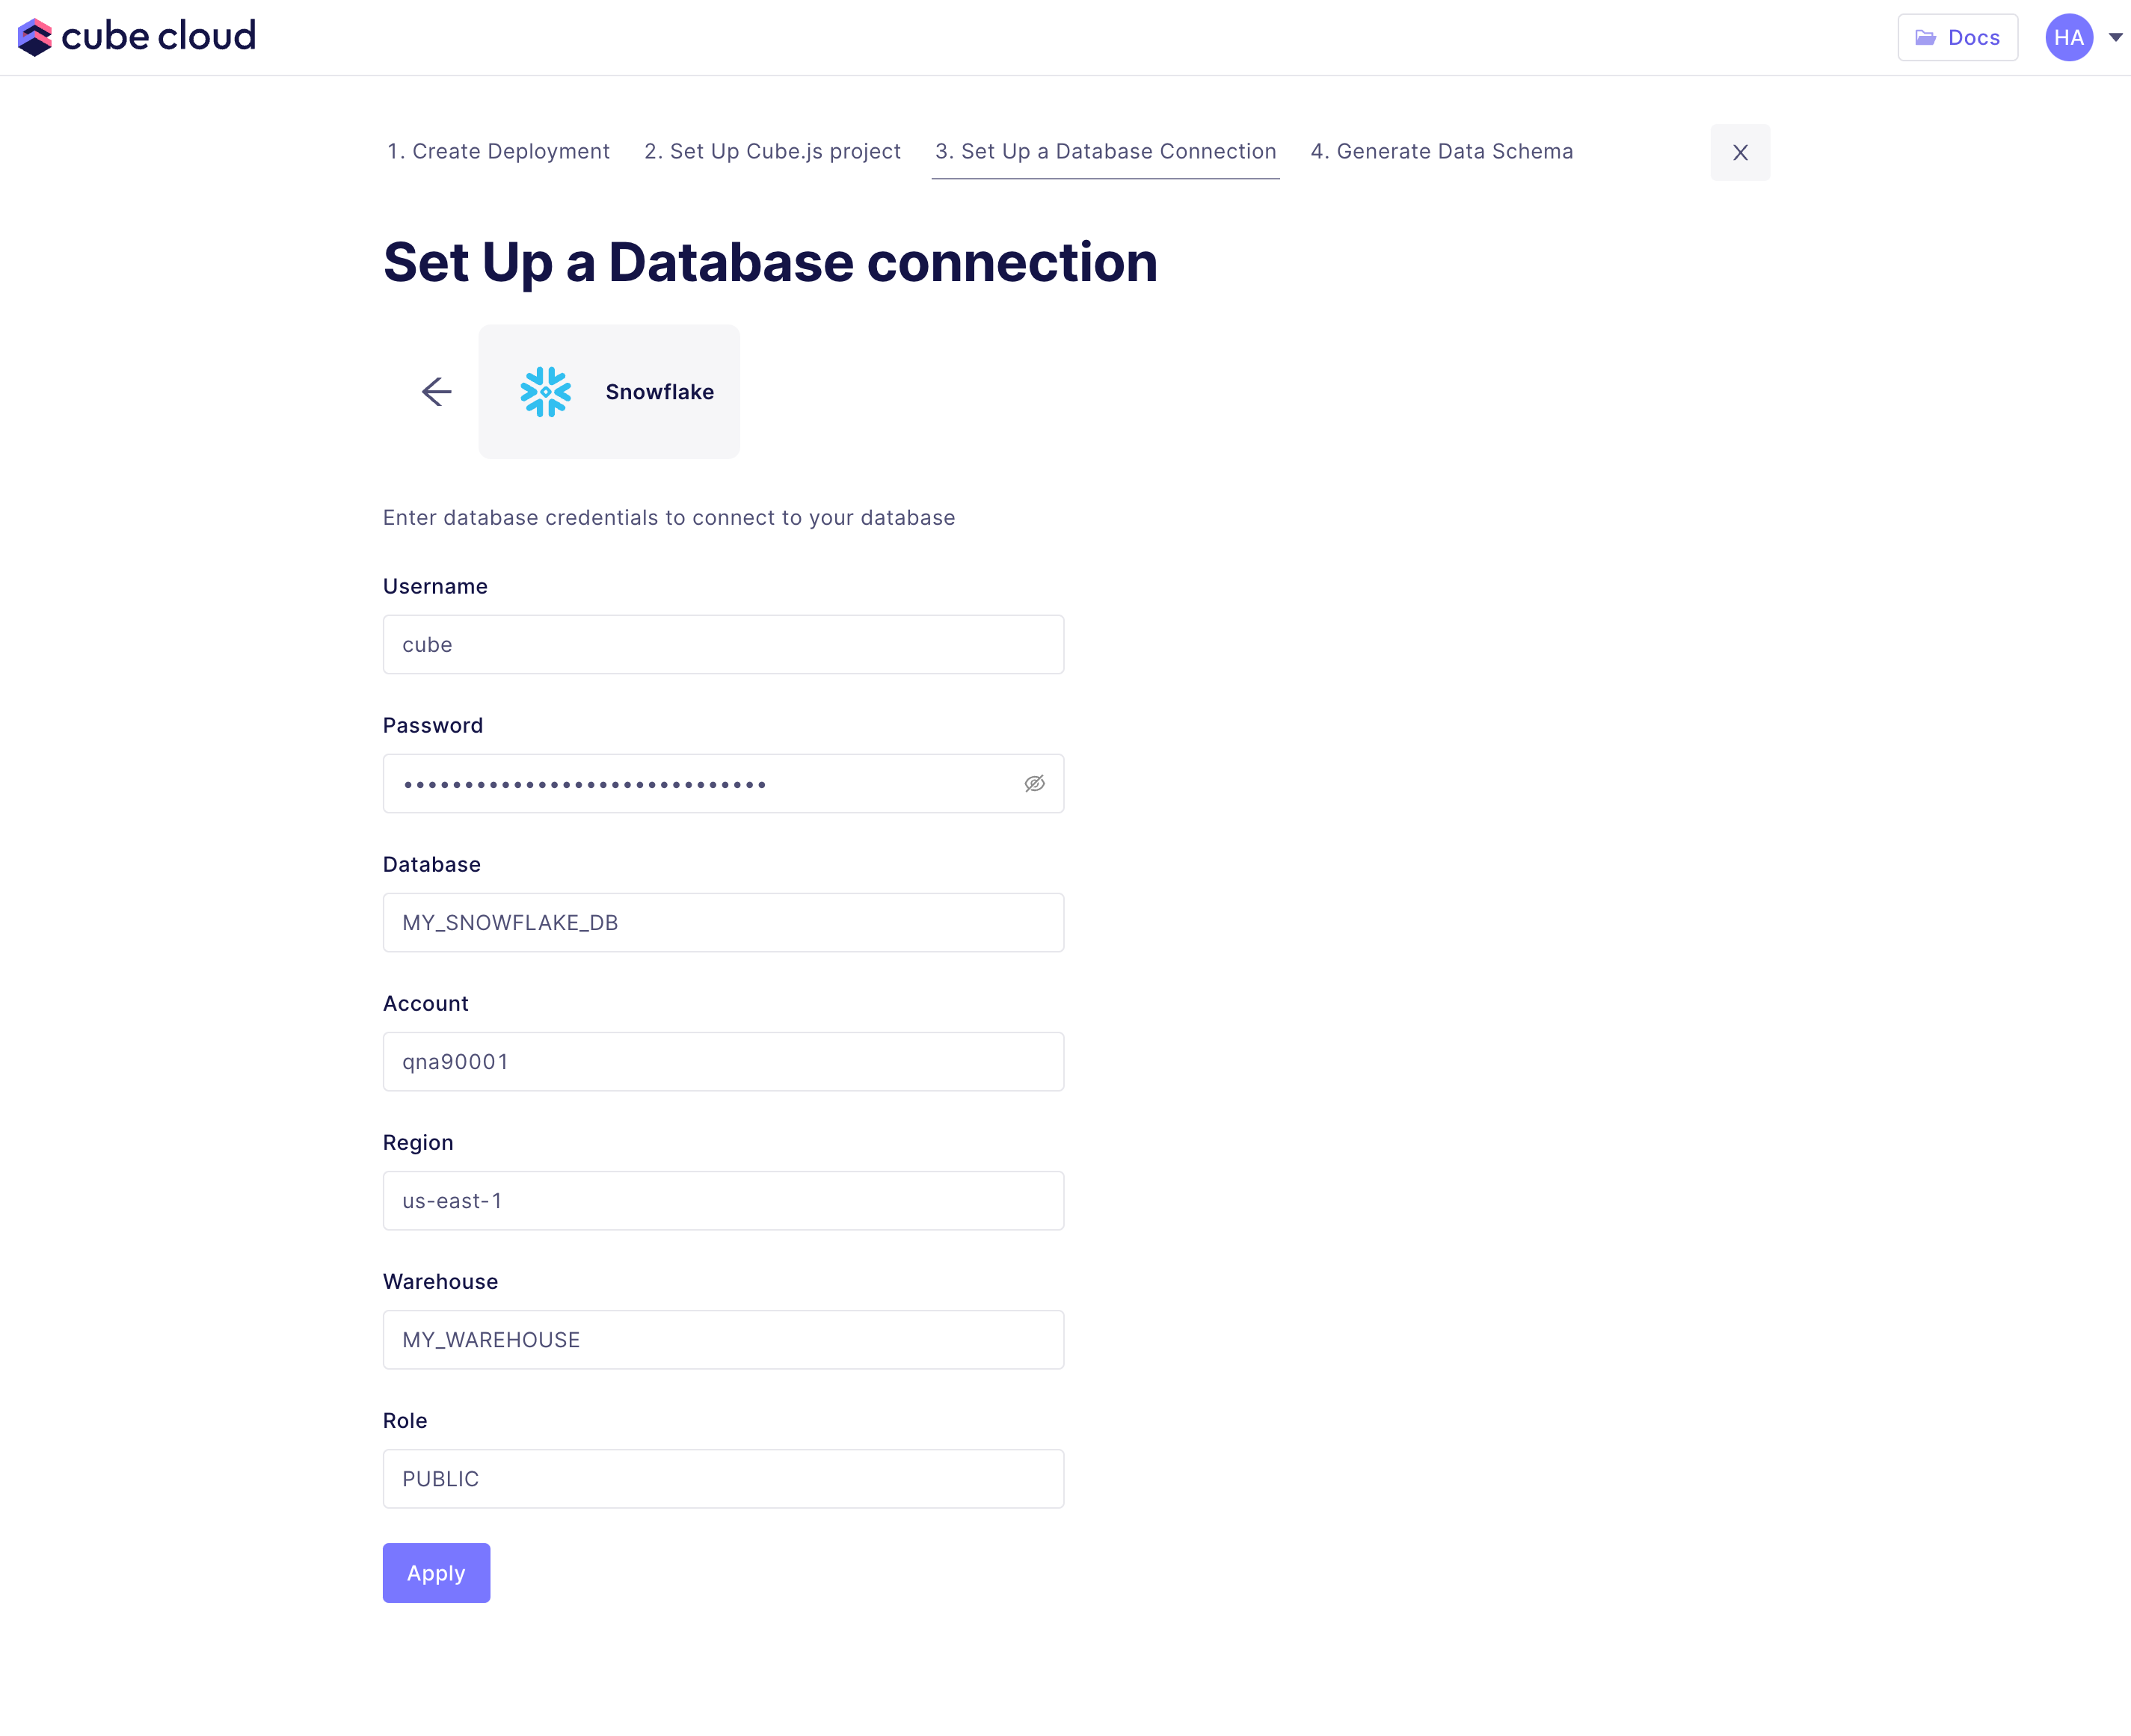 cube cloud
Docs
HA
1. Create Deployment
2. Set Up Cube.js project
3. Set Up a Database Connection
4. Generate Data Schema
X
Set Up a Database connection
Snowflake
Enter database credentials to connect to your database
Username
cube
Password
••••••••••••••••••••••••••••••
Database
MY_SNOWFLAKE_DB
Account
qna90001
Region
us-east-1
Warehouse
MY_WAREHOUSE
Role
PUBLIC
Apply